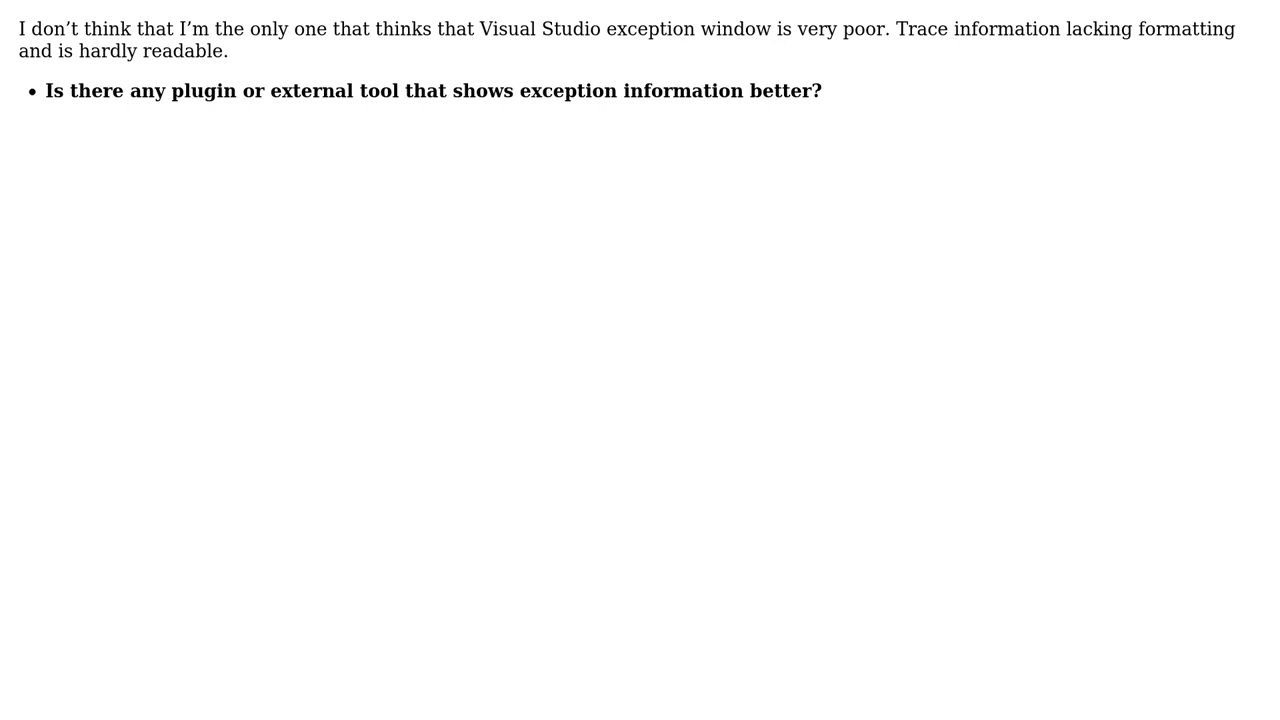 I don’t think that I’m the only one that thinks that Visual Studio exception window is very poor. Trace information lacking formatting
and is hardly readable.
• Is there any plugin or external tool that shows exception information better?